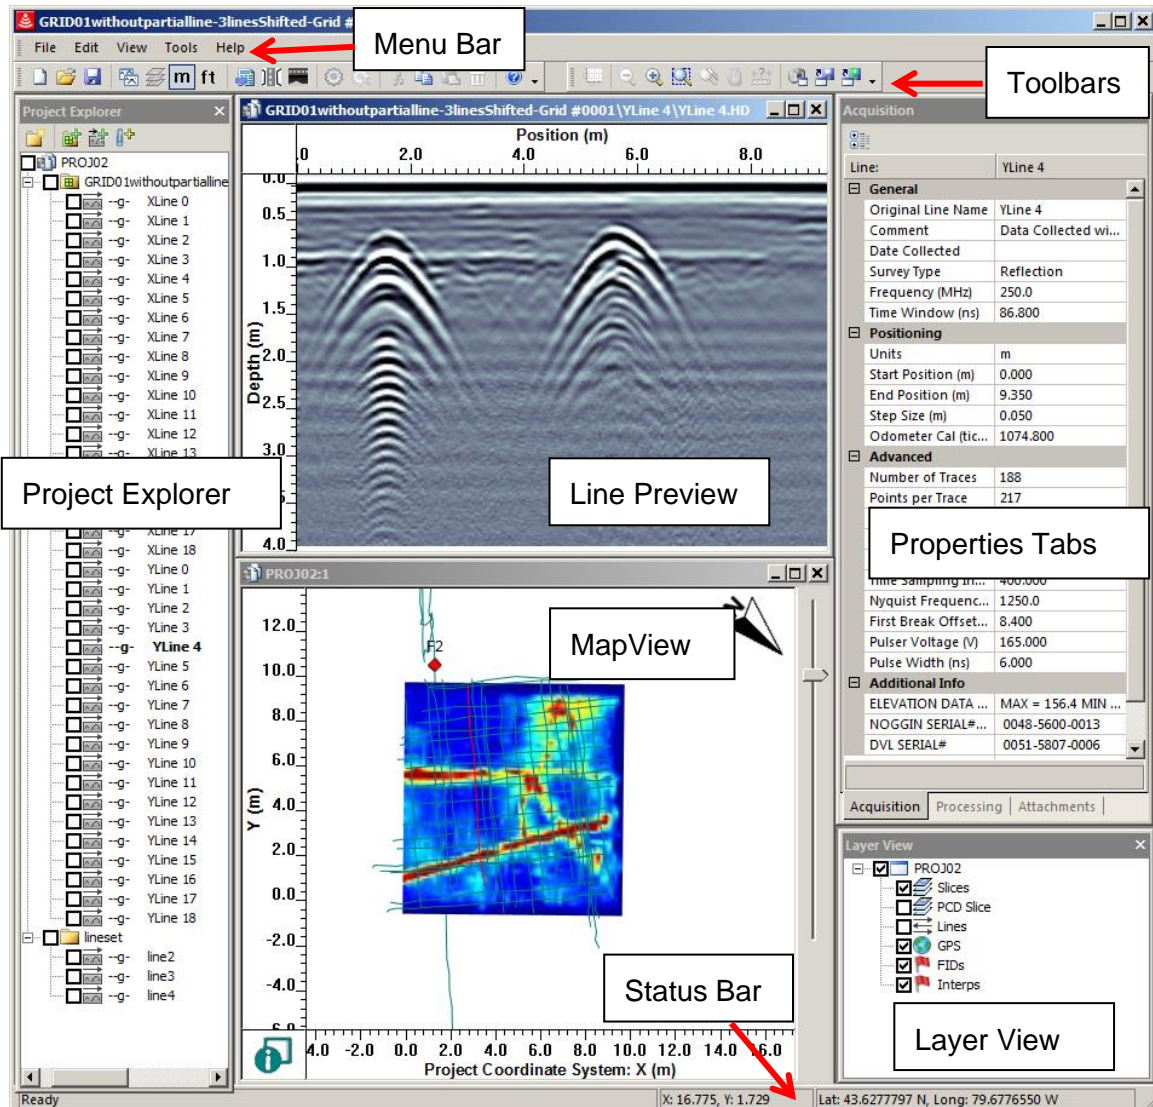 GRID01withoutpartialline-3linesShifted-Grid #
File Edit View Tools Help
Menu Bar
m ft
Toolbars
Project Explorer
PROJ02
GRID01withoutpartialline
--g- XLine 0
--g- XLine 1
--g- XLine 2
--g- XLine 3
--g- XLine 4
--g- XLine 5
--g- XLine 6
--g- XLine 7
--g- XLine 8
--g- XLine 9
--g- XLine 10
--g- XLine 11
--g- XLine 12
--g- XLine 13
Project Explorer
--g- XLine 17
--g- XLine 18
--g- YLine 0
--g- YLine 1
--g- YLine 2
--g- YLine 3
--g- YLine 4
--g- YLine 5
--g- YLine 6
--g- YLine 7
--g- YLine 8
--g- YLine 9
--g- YLine 10
--g- YLine 11
--g- YLine 12
--g- YLine 13
--g- YLine 14
--g- YLine 15
--g- YLine 16
--g- YLine 17
--g- YLine 18
lineset
--g- line2
--g- line3
--g- line4
GRID01withoutpartialline-3linesShifted-Grid #0001\YLine 4\YLine 4.HD
Position (m)
.0 2.0 4.0 6.0 8.0
Depth (m)
0.0
0.5
1.0
1.5
2.0
2.5
3.0
4.0
Line Preview
PROJ02:1
MapView
F2
Y (m)
12.0
10.0
8.0
6.0
4.0
2.0
0.0
-2.0
-4.0
4.0 -2.0 0.0 2.0 4.0 6.0 8.0 10.0 12.0 14.0 16.0
Project Coordinate System: X (m)
Status Bar
Acquisition
Line: YLine 4
General
Original Line Name YLine 4
Comment Data Collected wi...
Date Collected
Survey Type Reflection
Frequency (MHz) 250.0
Time Window (ns) 86.800
Positioning
Units m
Start Position (m) 0.000
End Position (m) 9.350
Step Size (m) 0.050
Odometer Cal (tic... 1074.800
Advanced
Number of Traces 188
Points per Trace 217
Properties Tabs
Time Sampling In... 400.000
Nyquist Frequenc... 1250.0
First Break Offset... 8.400
Pulser Voltage (V) 165.000
Pulse Width (ns) 6.000
Additional Info
ELEVATION DATA ... MAX = 156.4 MIN ...
NOGGIN SERIAL#... 0048-5600-0013
DVL SERIAL# 0051-5807-0006
Acquisition Processing Attachments
Layer View
PROJ02
Slices
PCD Slice
Lines
GPS
FIDs
Interps
Layer View
Ready
X: 16.775, Y: 1.729
Lat: 43.6277797 N, Long: 79.6776550 W